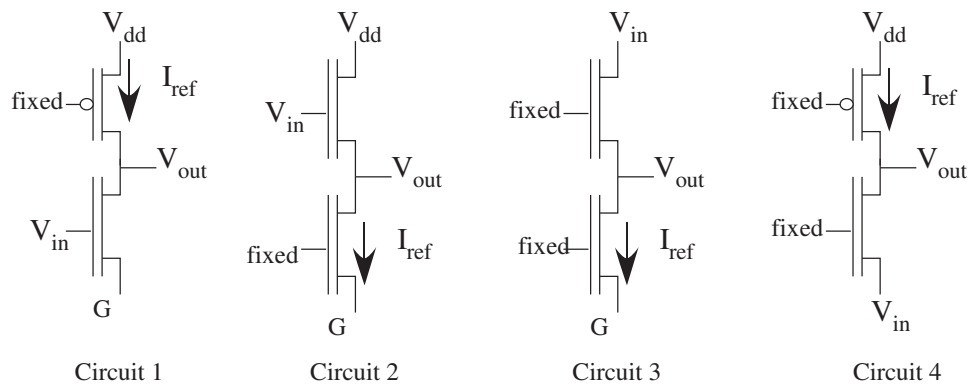 V_dd
I_ref
fixed
V_out
V_in
G
Circuit 1
V_dd
V_in
V_out
fixed
I_ref
G
Circuit 2
V_in
fixed
V_out
fixed
I_ref
G
Circuit 3
V_dd
I_ref
fixed
V_out
fixed
V_in
Circuit 4